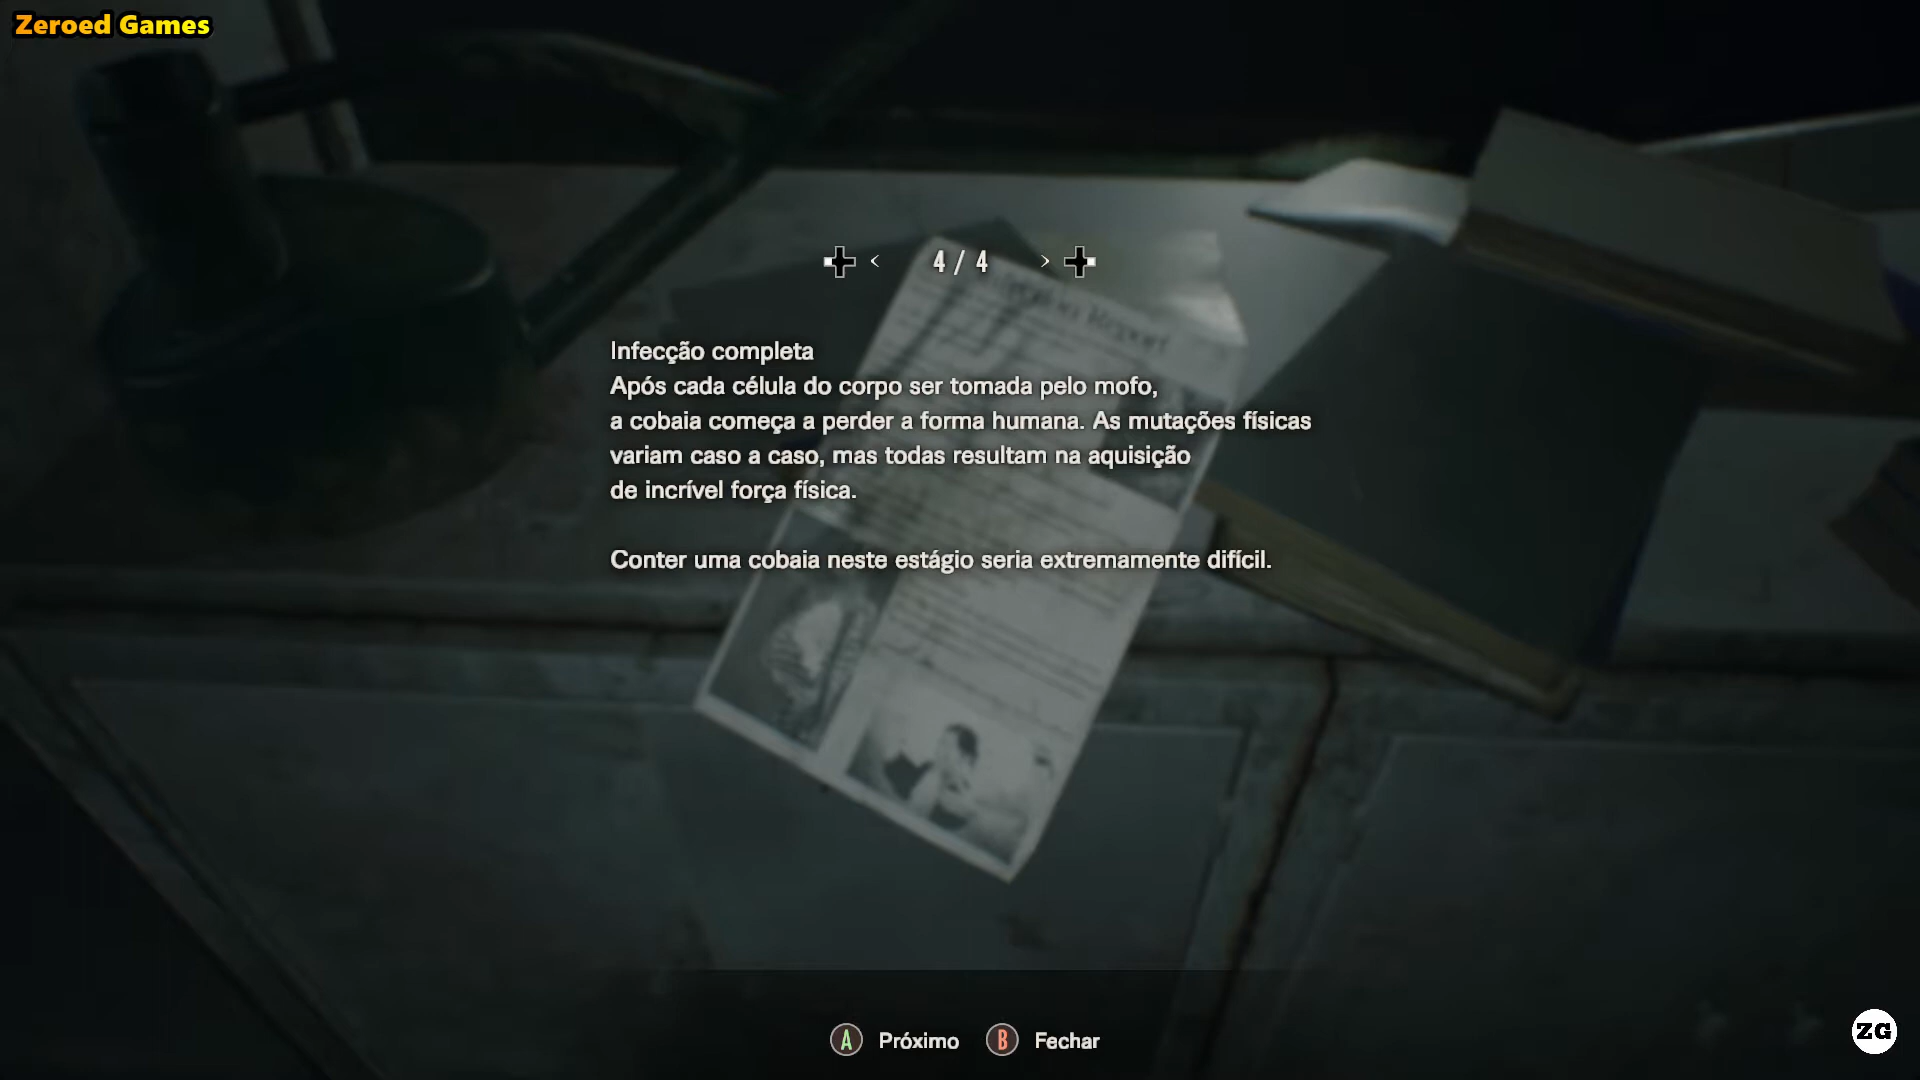 Zeroed Games
< 4 / 4 >
Infecção completa
Após cada célula do corpo ser tomada pelo mofo,
a cobaia começa a perder a forma humana. As mutações físicas
variam caso a caso, mas todas resultam na aquisição
de incrível força física.
Conter uma cobaia neste estágio seria extremamente difícil.
A Próximo B Fechar
ZG